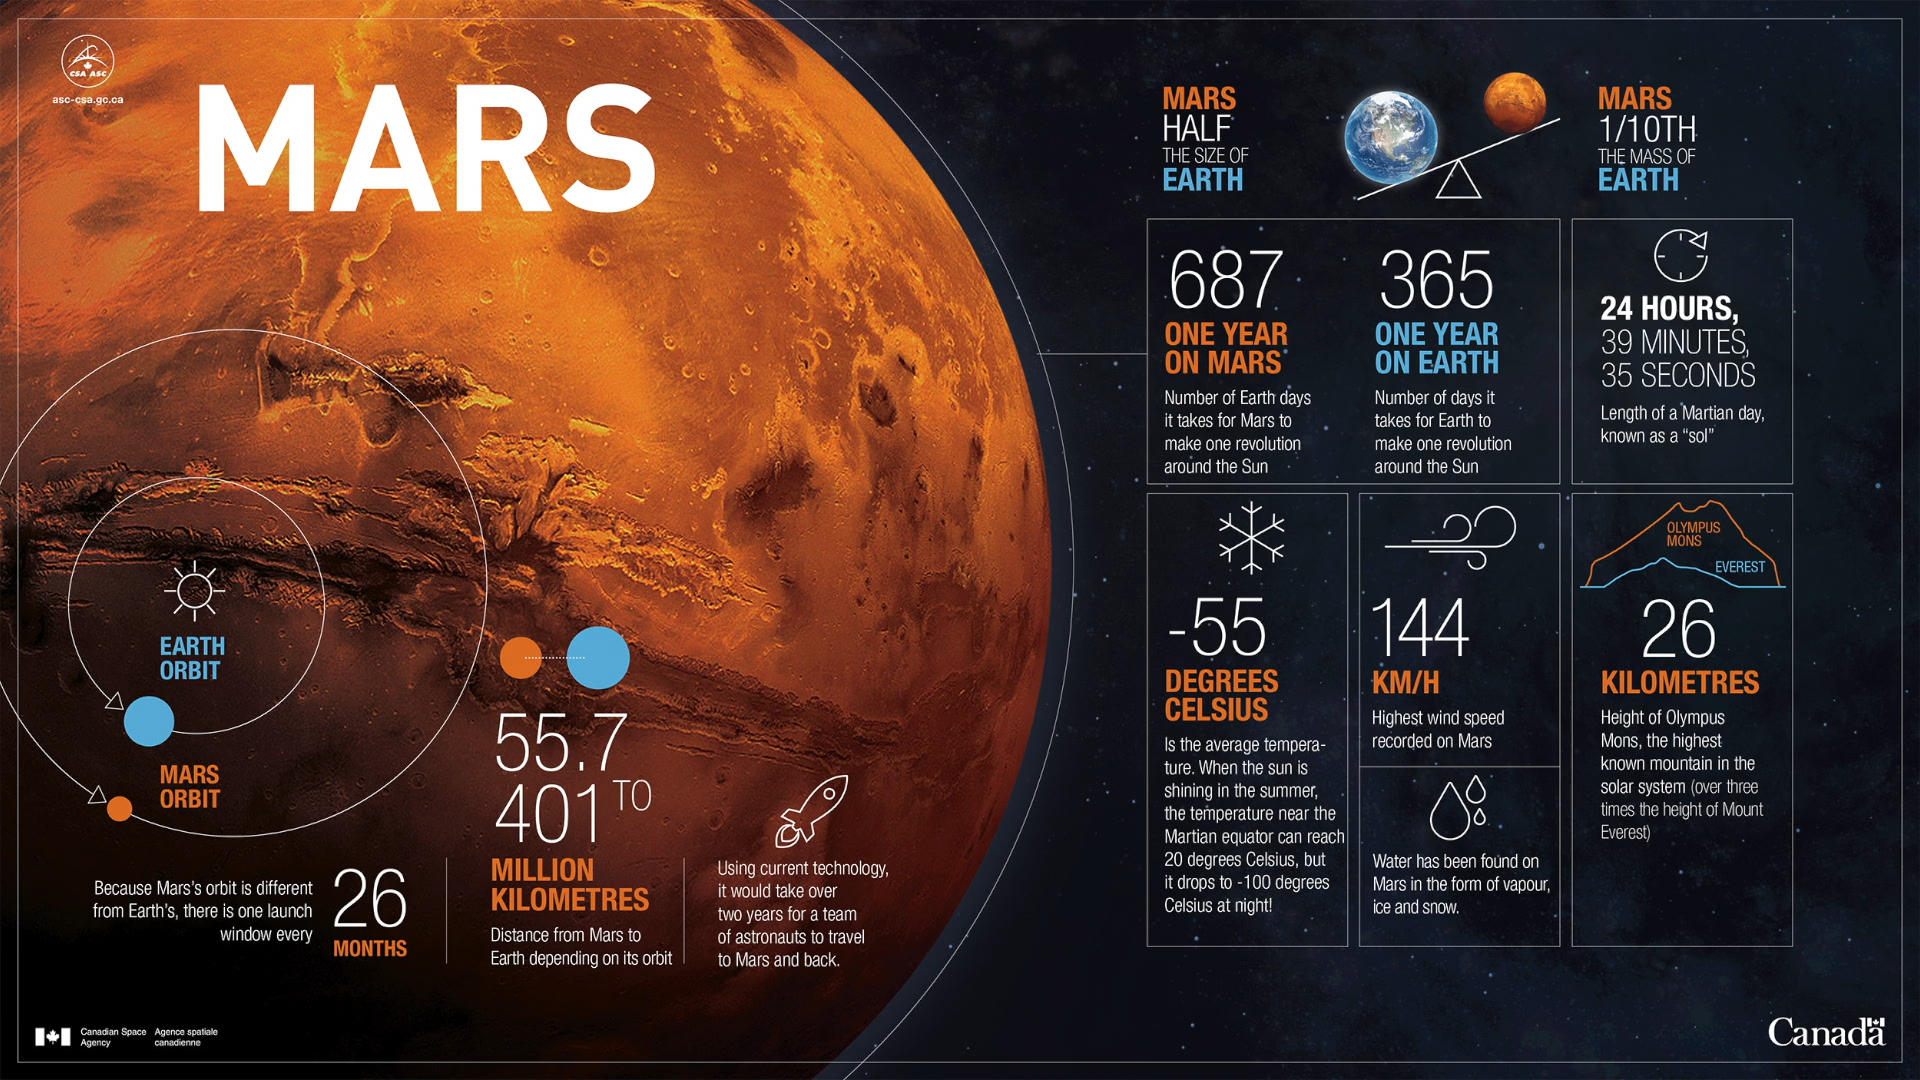 CSA ASC
asc-csa.gc.ca
MARS
EARTH
ORBIT
MARS
ORBIT
Because Mars's orbit is different
from Earth's, there is one launch
window every
26
MONTHS
55.7
TO
401
MILLION
KILOMETRES
Distance from Mars to
Earth depending on its orbit
Using current technology,
it would take over
two years for a team
of astronauts to travel
to Mars and back.
MARS
HALF
THE SIZE OF
EARTH
MARS
1/10TH
THE MASS OF
EARTH
687
ONE YEAR
ON MARS
Number of Earth days
it takes for Mars to
make one revolution
around the Sun
365
ONE YEAR
ON EARTH
Number of days it
takes for Earth to
make one revolution
around the Sun
24 HOURS,
39 MINUTES,
35 SECONDS
Length of a Martian day,
known as a “sol”
-55
DEGREES
CELSIUS
Is the average tempera-
ture. When the sun is
shining in the summer,
the temperature near the
Martian equator can reach
20 degrees Celsius, but
it drops to -100 degrees
Celsius at night!
144
KM/H
Highest wind speed
recorded on Mars
Water has been found on
Mars in the form of vapour,
ice and snow.
OLYMPUS
MONS
EVEREST
26
KILOMETRES
Height of Olympus
Mons, the highest
known mountain in the
solar system (over three
times the height of Mount
Everest)
Canadian Space
Agency
Agence spatiale
canadienne
Canada